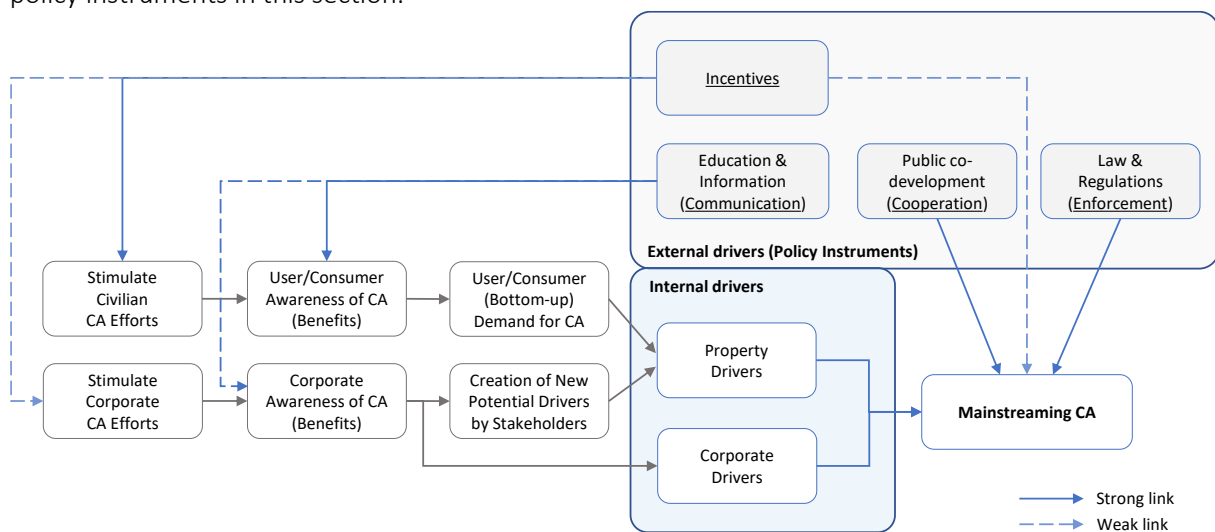 policy instruments in this section.
Incentives
Education &
Information
(Communication)
Public co-
development
(Cooperation)
Law &
Regulations
(Enforcement)
External drivers (Policy Instruments)
Stimulate
Civilian
CA Efforts
User/Consumer
Awareness of CA
(Benefits)
User/Consumer
(Bottom-up)
Demand for CA
Internal drivers
Property
Drivers
Stimulate
Corporate
CA Efforts
Corporate
Awareness of CA
(Benefits)
Creation of New
Potential Drivers
by Stakeholders
Corporate
Drivers
Mainstreaming CA
Strong link
Weak link